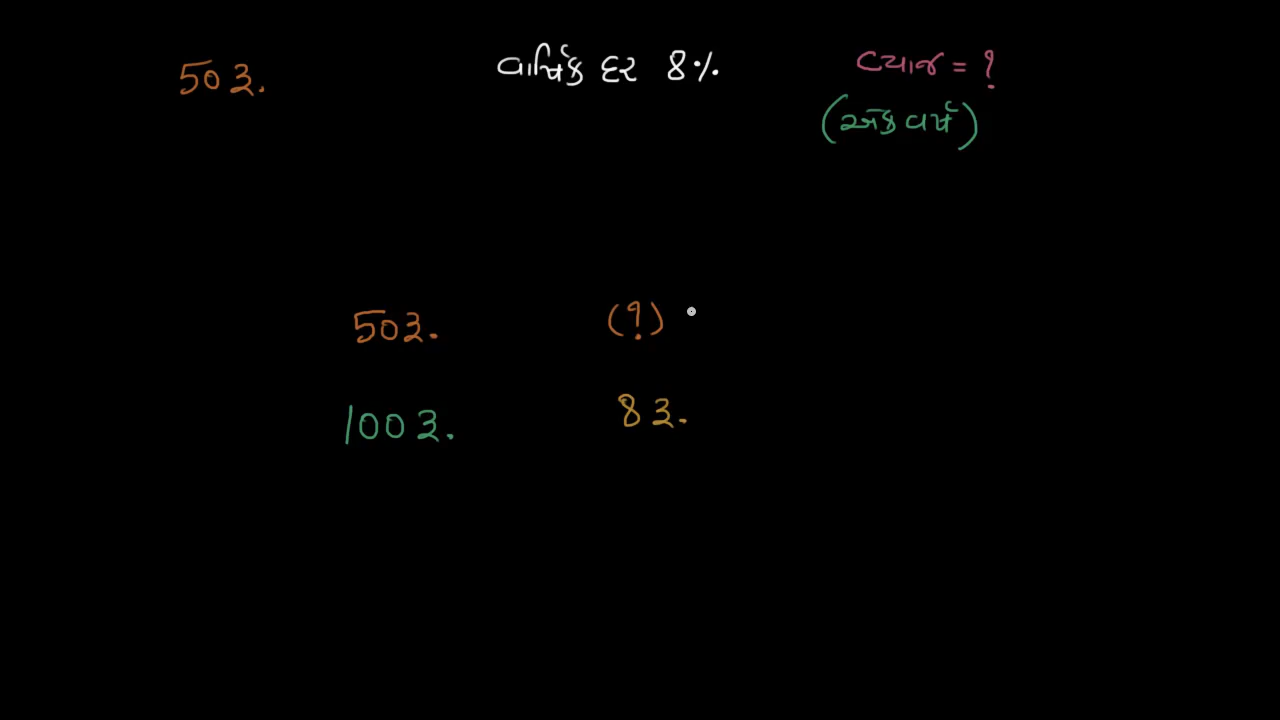 50રૂ. વાર્ષિક દર 8% વ્યાજ = ?
(એક વર્ષ)
50રૂ. (?)
100રૂ. 8રૂ.